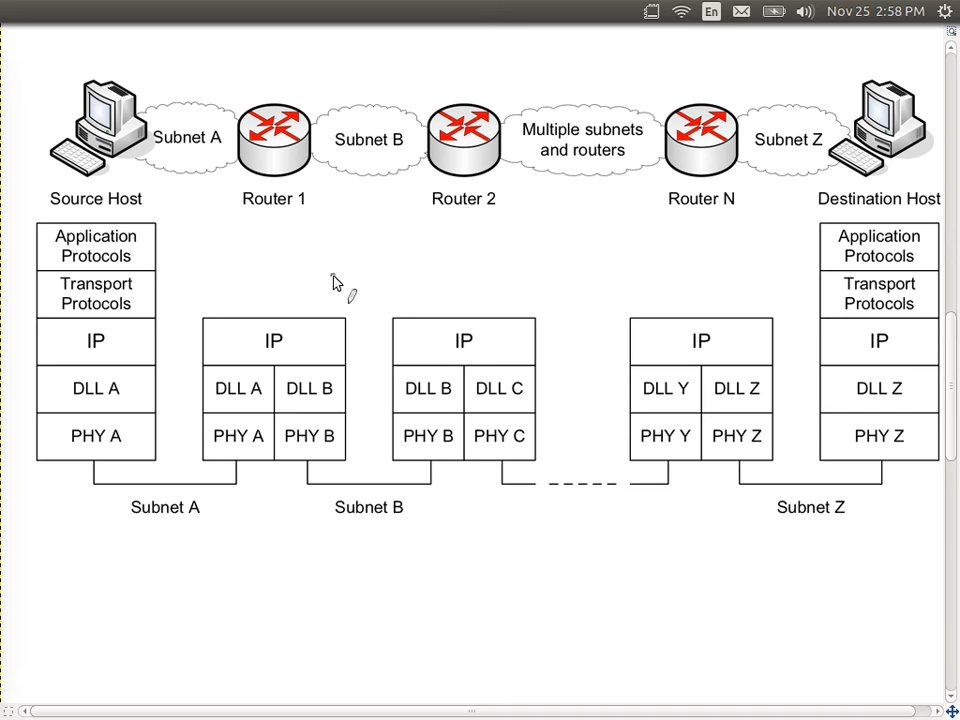 En
Nov 25 2:58 PM
Subnet A
Subnet B
Multiple subnets
and routers
Subnet Z
Source Host
Router 1
Router 2
Router N
Destination Host
Application
Protocols
Application
Protocols
Transport
Protocols
Transport
Protocols
IP
IP
IP
IP
IP
DLL A
DLL A
DLL B
DLL B
DLL C
DLL Y
DLL Z
DLL Z
PHY A
PHY A
PHY B
PHY B
PHY C
PHY Y
PHY Z
PHY Z
Subnet A
Subnet B
Subnet Z